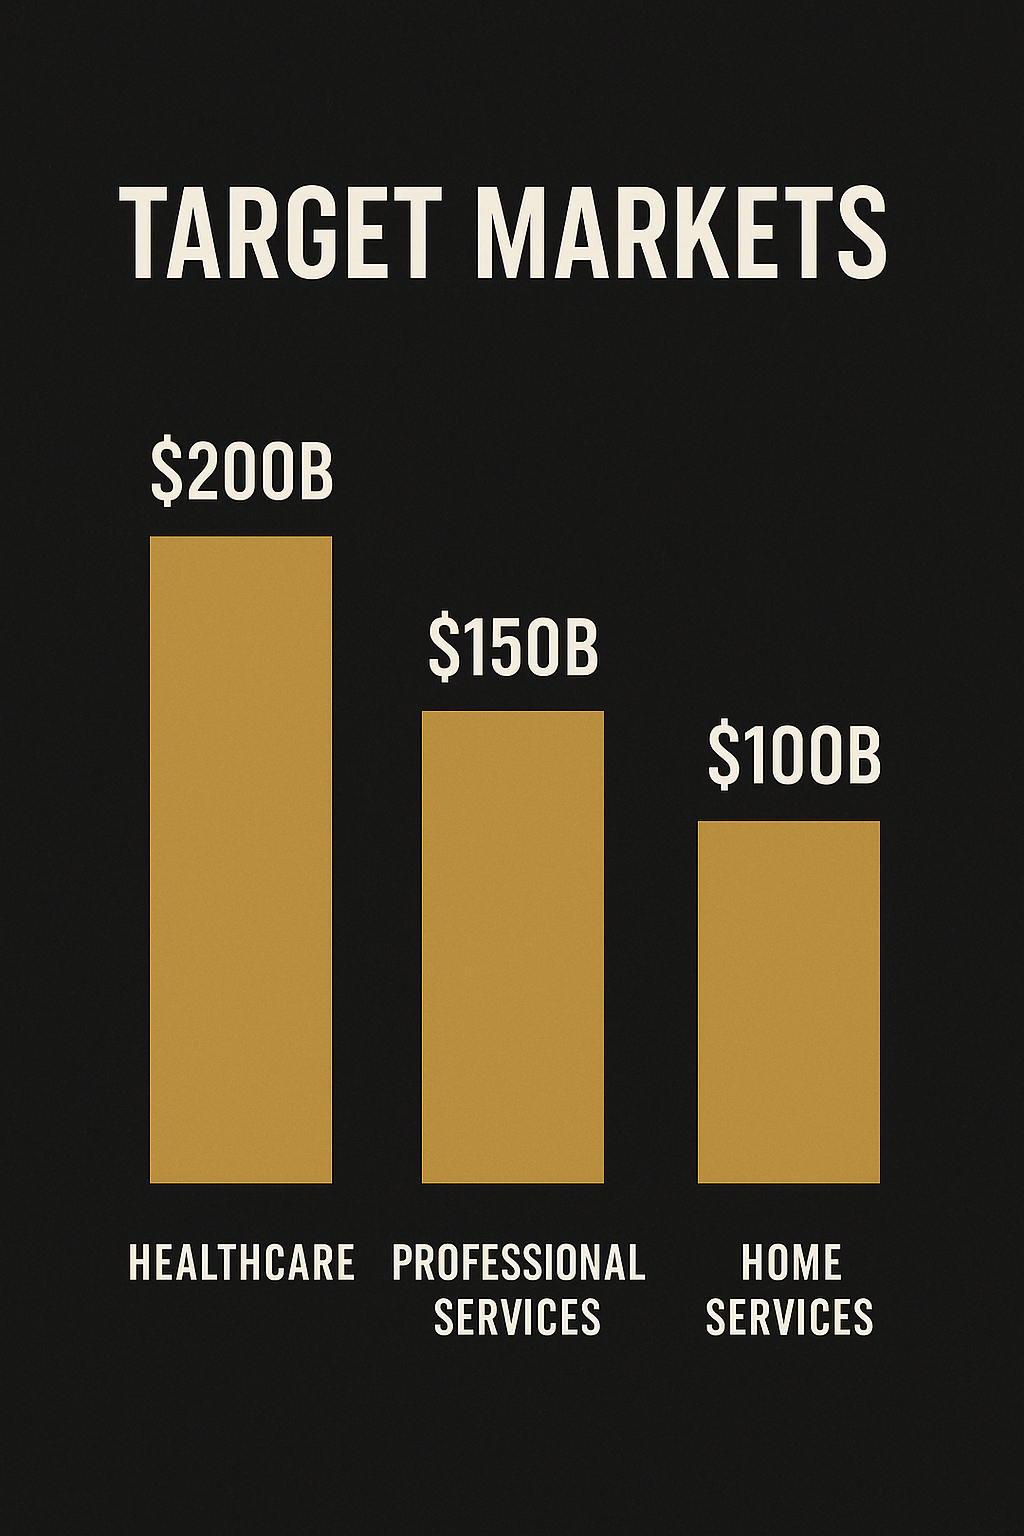 TARGET MARKETS
$200B
$150B
$100B
HEALTHCARE
PROFESSIONAL
SERVICES
HOME
SERVICES